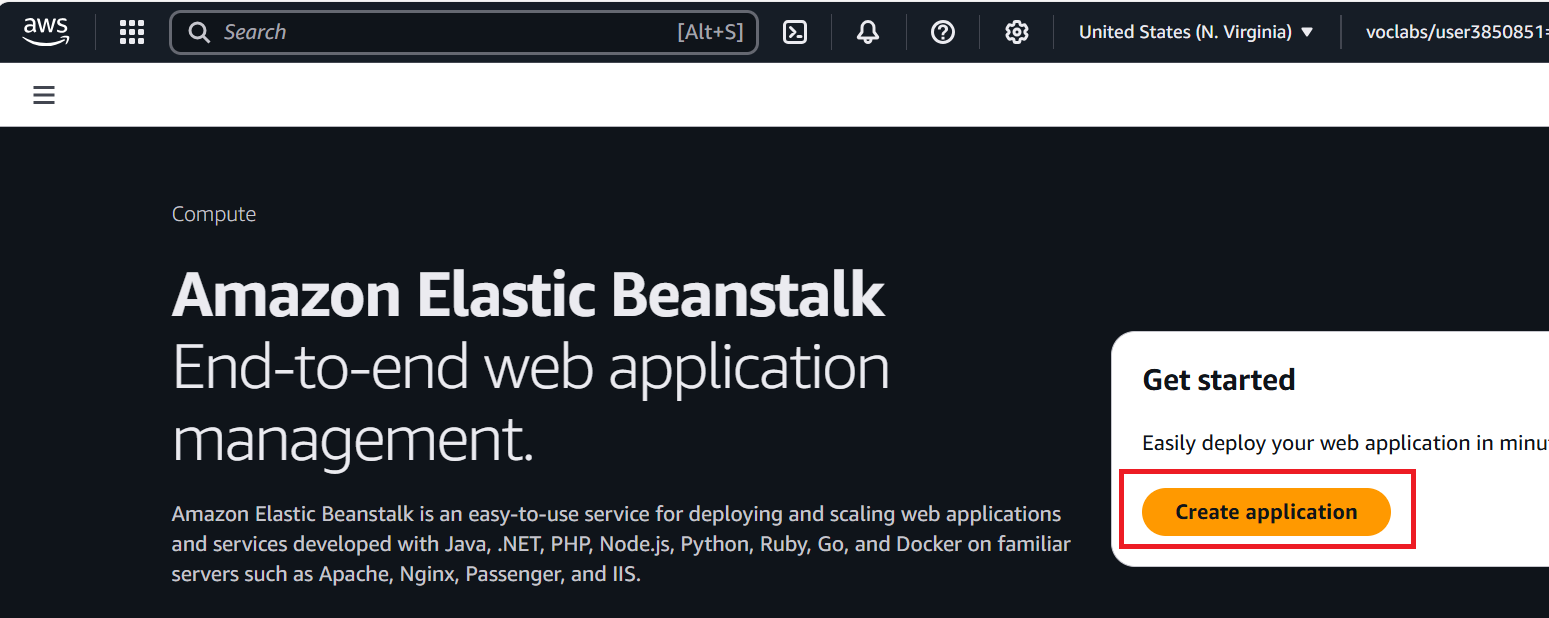 aws
Search [Alt+S]
United States (N. Virginia)
voclabs/user3850851=
Compute
Amazon Elastic Beanstalk
End-to-end web application
management.
Amazon Elastic Beanstalk is an easy-to-use service for deploying and scaling web applications
and services developed with Java, .NET, PHP, Node.js, Python, Ruby, Go, and Docker on familiar
servers such as Apache, Nginx, Passenger, and IIS.
Get started
Easily deploy your web application in
Create application